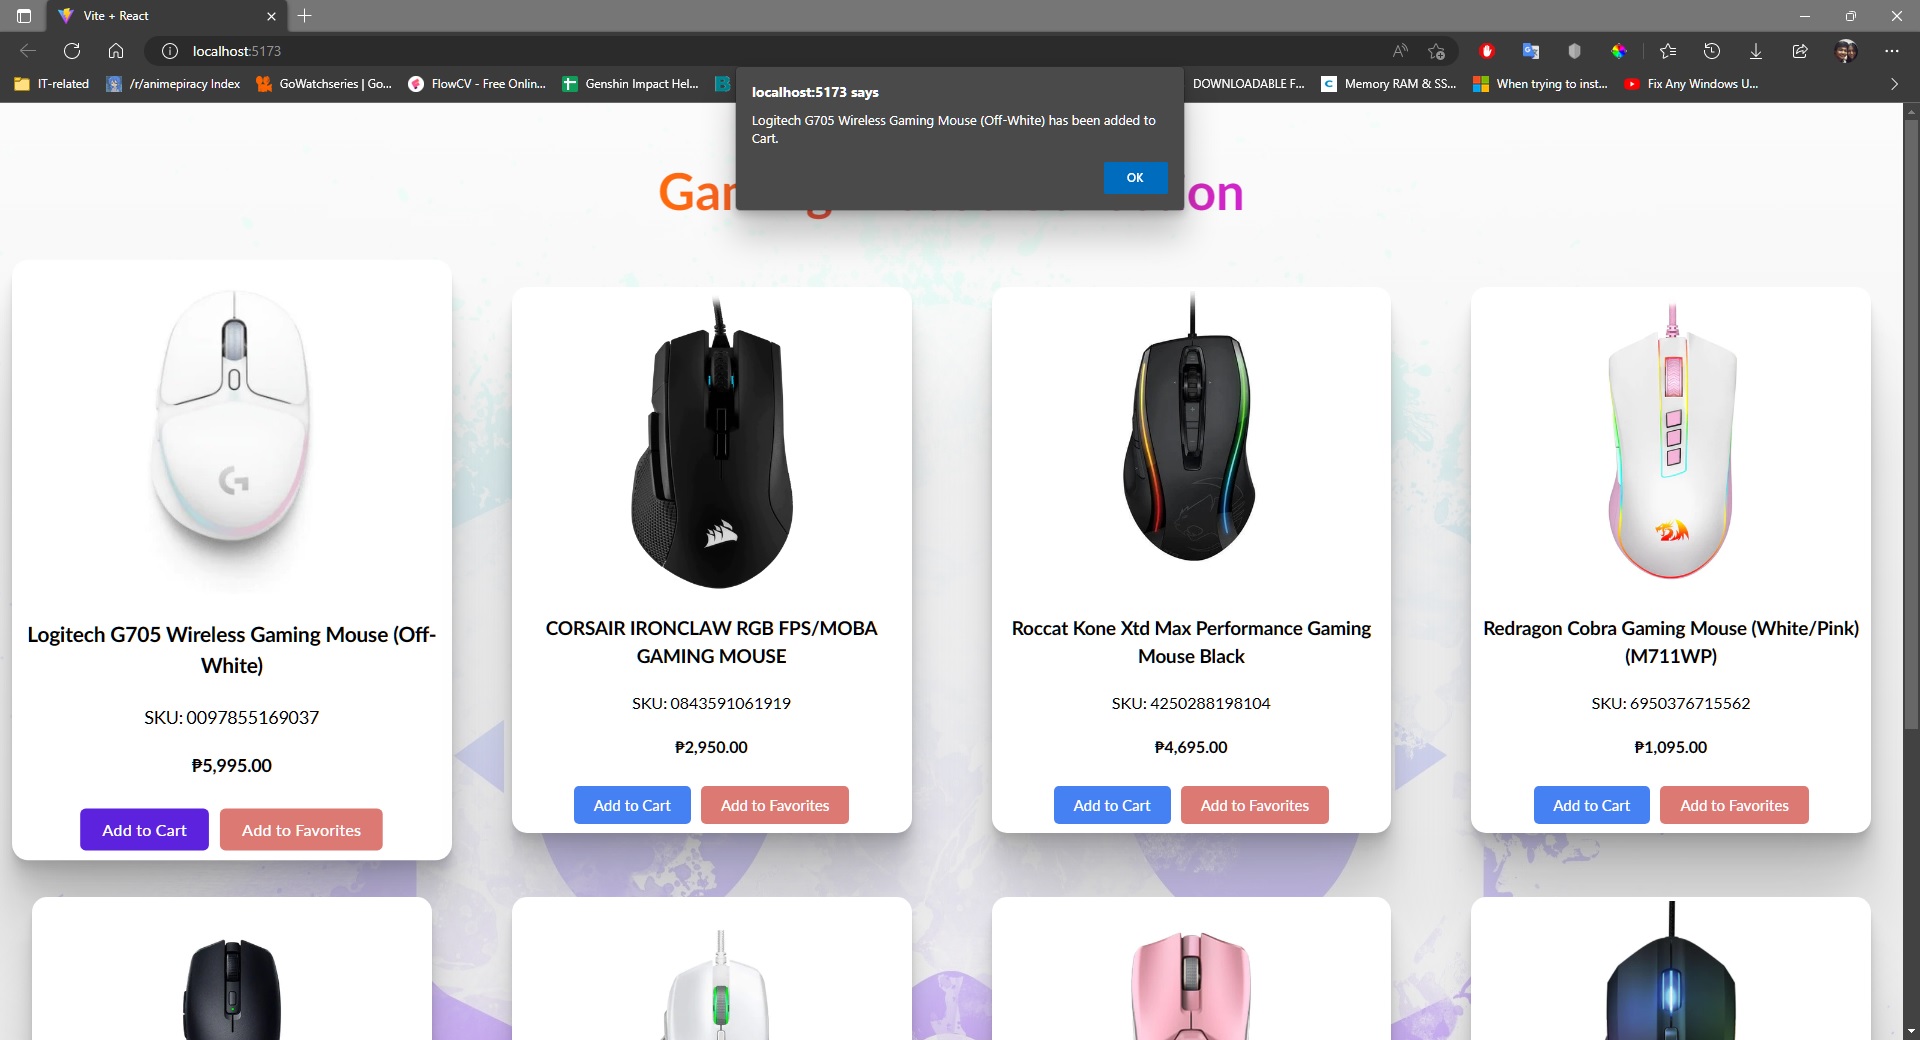 Vite + React
localhost:5173
IT-related
/r/animepiracy Index
GoWatchseries | Go...
FlowCV - Free Onlin...
Genshin Impact Hel...
DOWNLOADABLE F...
Memory RAM & SS...
When trying to inst...
Fix Any Windows U...
localhost:5173 says
Logitech G705 Wireless Gaming Mouse (Off-White) has been added to
Cart.
OK
Logitech G705 Wireless Gaming Mouse (Off-
White)
SKU: 0097855169037
₱5,995.00
Add to Cart
Add to Favorites
CORSAIR IRONCLAW RGB FPS/MOBA
GAMING MOUSE
SKU: 0843591061919
₱2,950.00
Add to Cart
Add to Favorites
Roccat Kone Xtd Max Performance Gaming
Mouse Black
SKU: 4250288198104
₱4,695.00
Add to Cart
Add to Favorites
Redragon Cobra Gaming Mouse (White/Pink)
(M711WP)
SKU: 6950376715562
₱1,095.00
Add to Cart
Add to Favorites